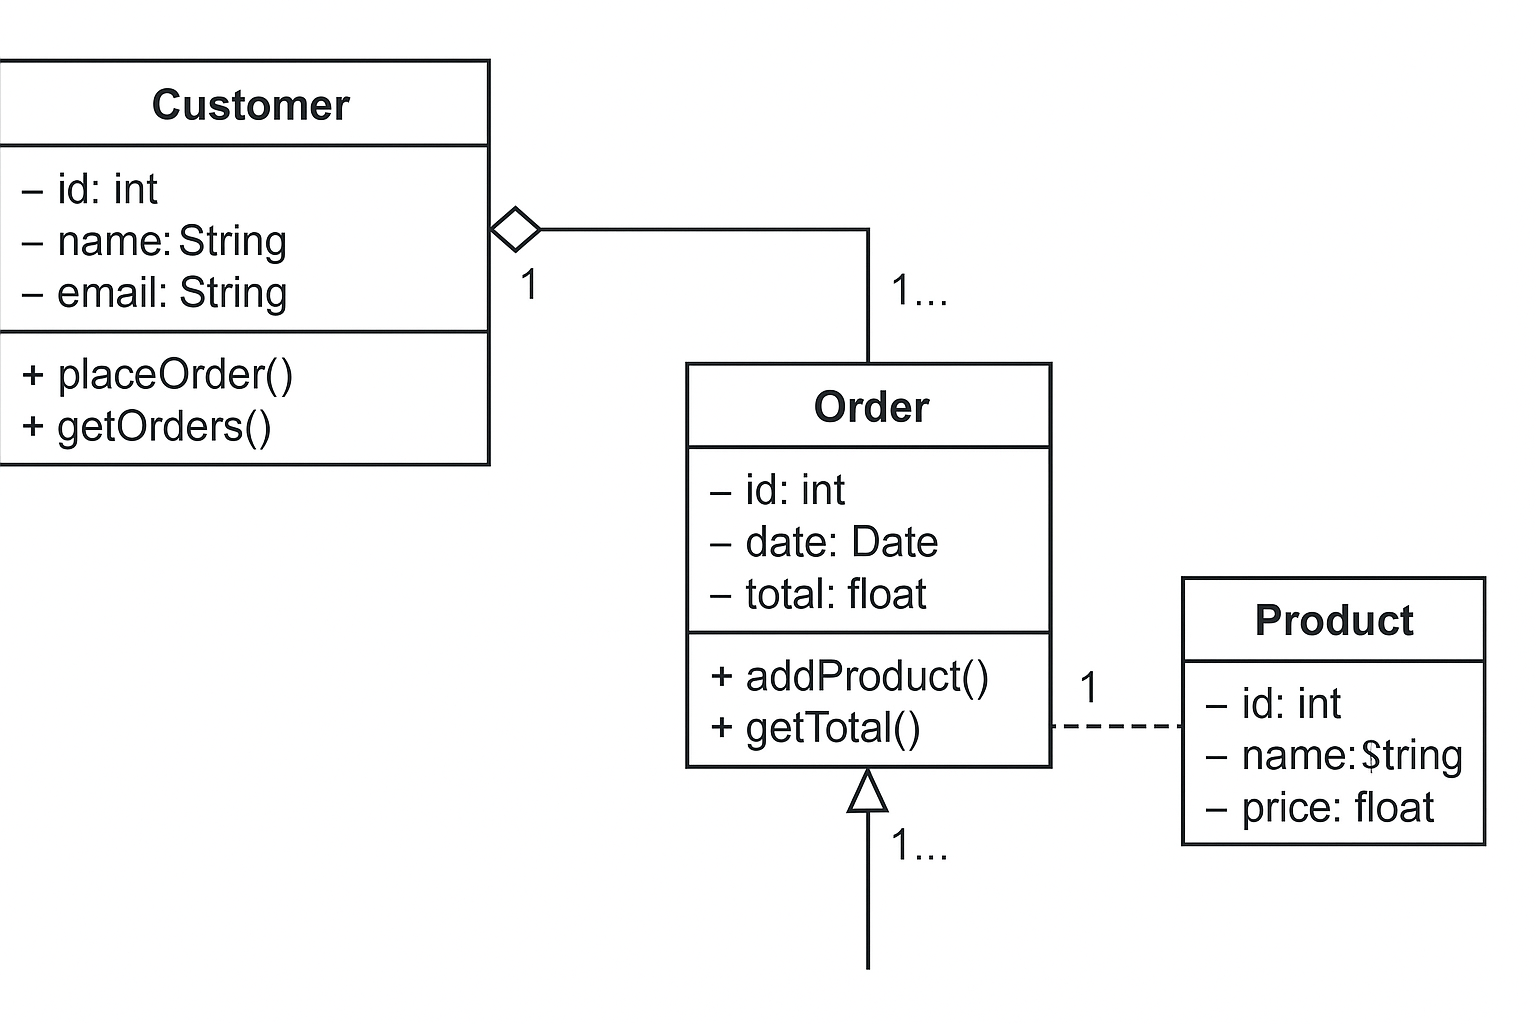 Customer
– id: int
– name: String
– email: String
+ placeOrder()
+ getOrders()
1
1...
Order
– id: int
– date: Date
– total: float
+ addProduct()
+ getTotal()
1
1...
Product
– id: int
– name: $tring
– price: float